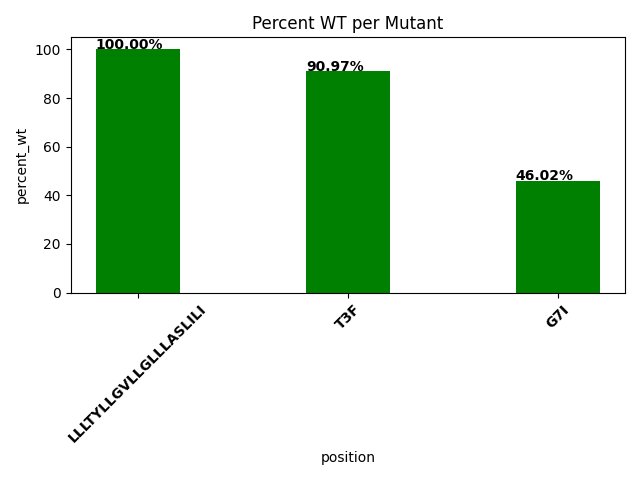 Percent WT per Mutant
percent_wt
100
80
60
40
20
0
100.00%
90.97%
46.02%
LLLTYLLGVLLGLLLASLILI
T3F
G7I
position